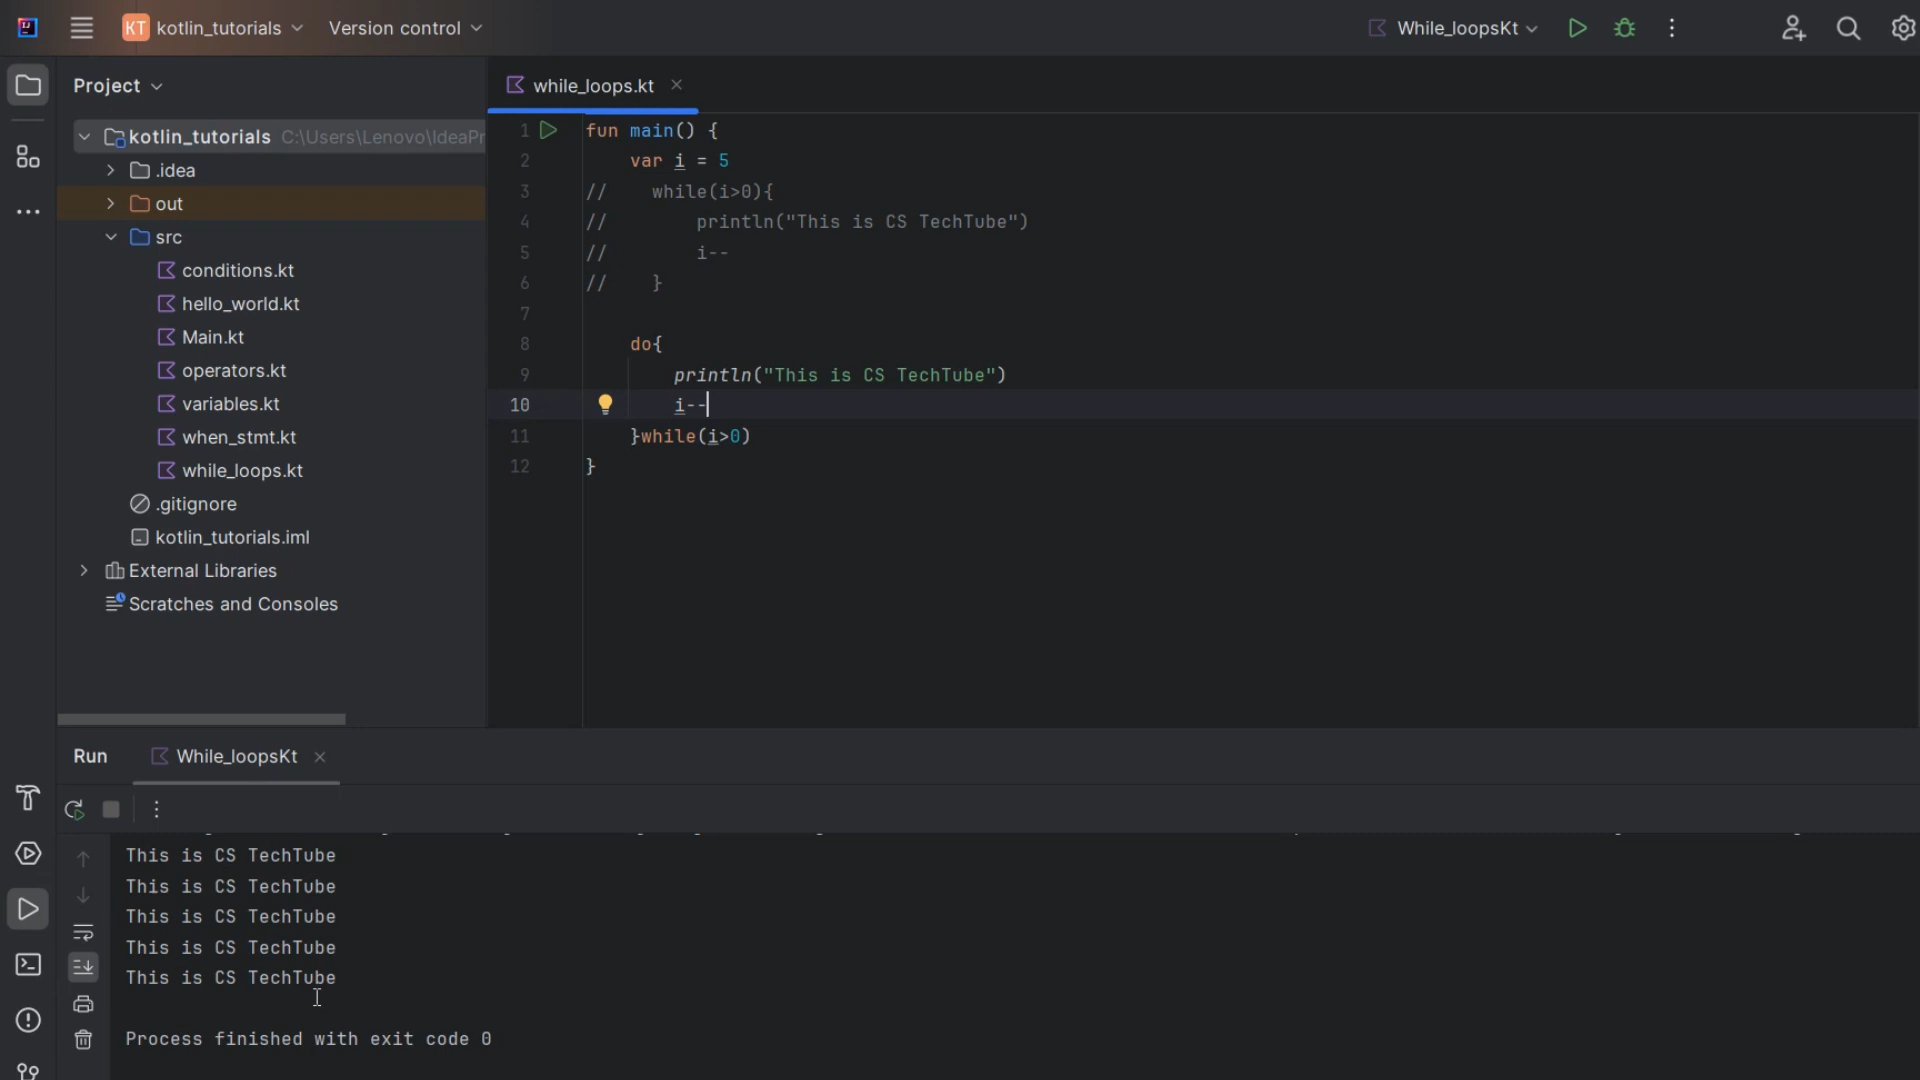 KT kotlin_tutorials Version control While_loopsKt
Project
while_loops.kt
kotlin_tutorials C:\Users\Lenovo\IdeaPr
.idea
out
src
conditions.kt
hello_world.kt
Main.kt
operators.kt
variables.kt
when_stmt.kt
while_loops.kt
.gitignore
kotlin_tutorials.iml
External Libraries
Scratches and Consoles
1 fun main() {
2 var i = 5
3 // while(i>0){
4 // println("This is CS TechTube")
5 // i--
6 // }
7
8 do{
9 println("This is CS TechTube")
10 i--
11 }while(i>0)
12 }
Run While_loopsKt
This is CS TechTube
This is CS TechTube
This is CS TechTube
This is CS TechTube
This is CS TechTube
Process finished with exit code 0